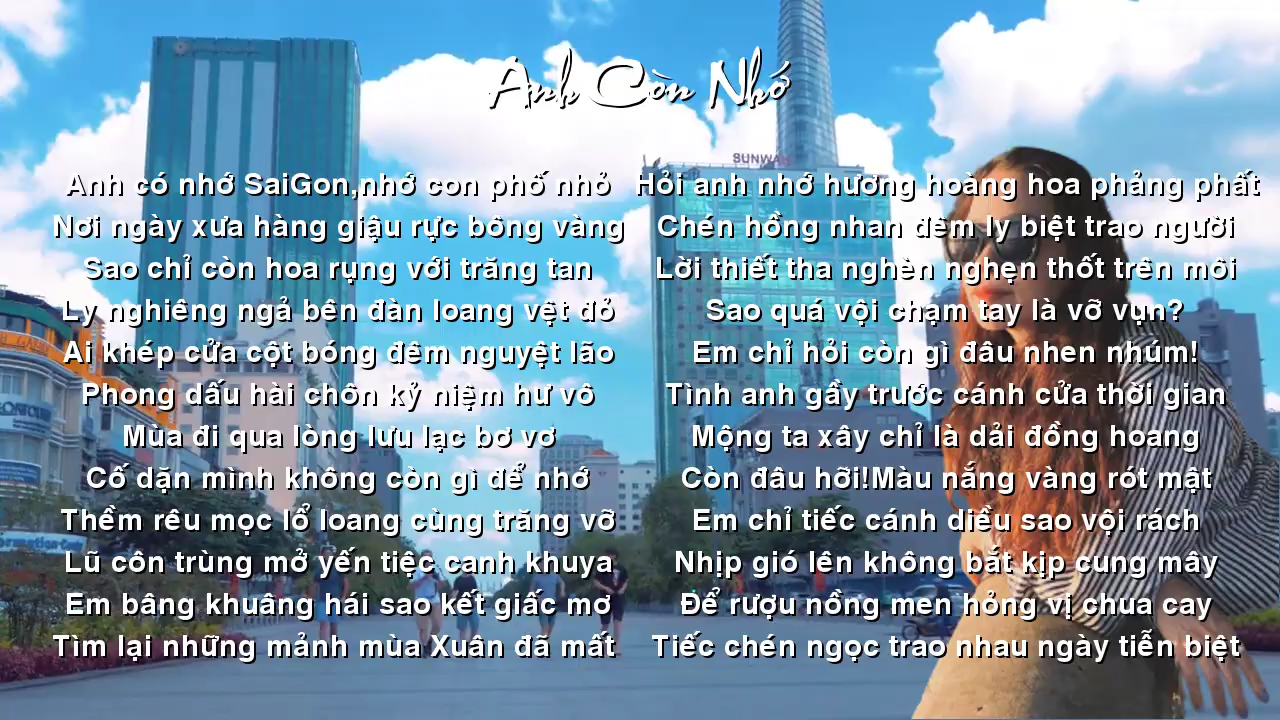 Anh Còn Nhớ
Anh có nhớ SaiGon,nhớ con phố nhỏ
Nơi ngày xưa hàng giậu rực bông vàng
Sao chỉ còn hoa rụng với trăng tan
Ly nghiêng ngả bên đàn loang vệt đỏ
Ai khép cửa cột bóng đêm nguyệt lão
Phong dấu hài chôn kỷ niệm hư vô
Mùa đi qua lòng lưu lạc bơ vơ
Cố dặn mình không còn gì để nhớ
Thềm rêu mọc lổ loang cùng trăng vỡ
Lũ côn trùng mở yến tiệc canh khuya
Em bâng khuâng hái sao kết giấc mơ
Tìm lại những mảnh mùa Xuân đã mất
Hỏi anh nhớ hương hoàng hoa phảng phất
Chén hồng nhan đêm ly biệt trao người
Lời thiết tha nghèn nghẹn thốt trên môi
Sao quá vội chạm tay là vỡ vụn?
Em chỉ hỏi còn gì đâu nhen nhúm!
Tình anh gầy trước cánh cửa thời gian
Mộng ta xây chỉ là dải đồng hoang
Còn đâu hỡi!Màu nắng vàng rót mật
Em chỉ tiếc cánh diều sao vội rách
Nhịp gió lên không bắt kịp cung mây
Để rượu nồng men hỏng vị chua cay
Tiếc chén ngọc trao nhau ngày tiễn biệt
SUNWAH